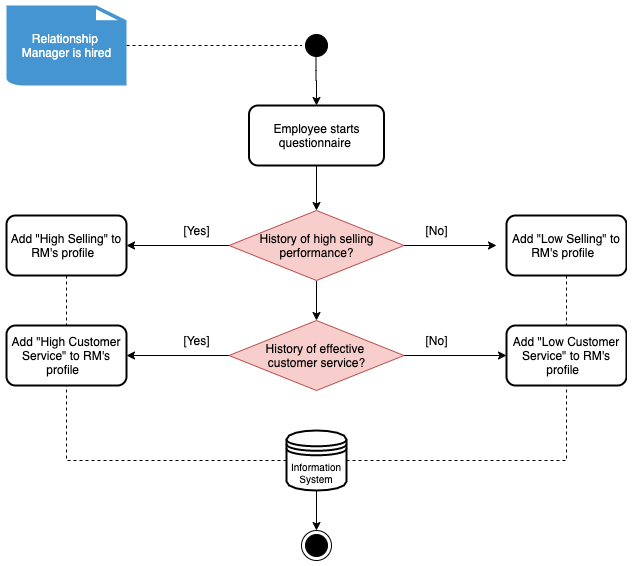 Relationship
Manager is hired
Employee starts
questionnaire
[Yes]
[No]
Add "High Selling" to
RM's profile
History of high selling
performance?
Add "Low Selling" to
RM's profile
[Yes]
[No]
Add "High Customer
Service" to RM's
profile
History of effective
customer service?
Add "Low Customer
Service" to RM's
profile
Information
System